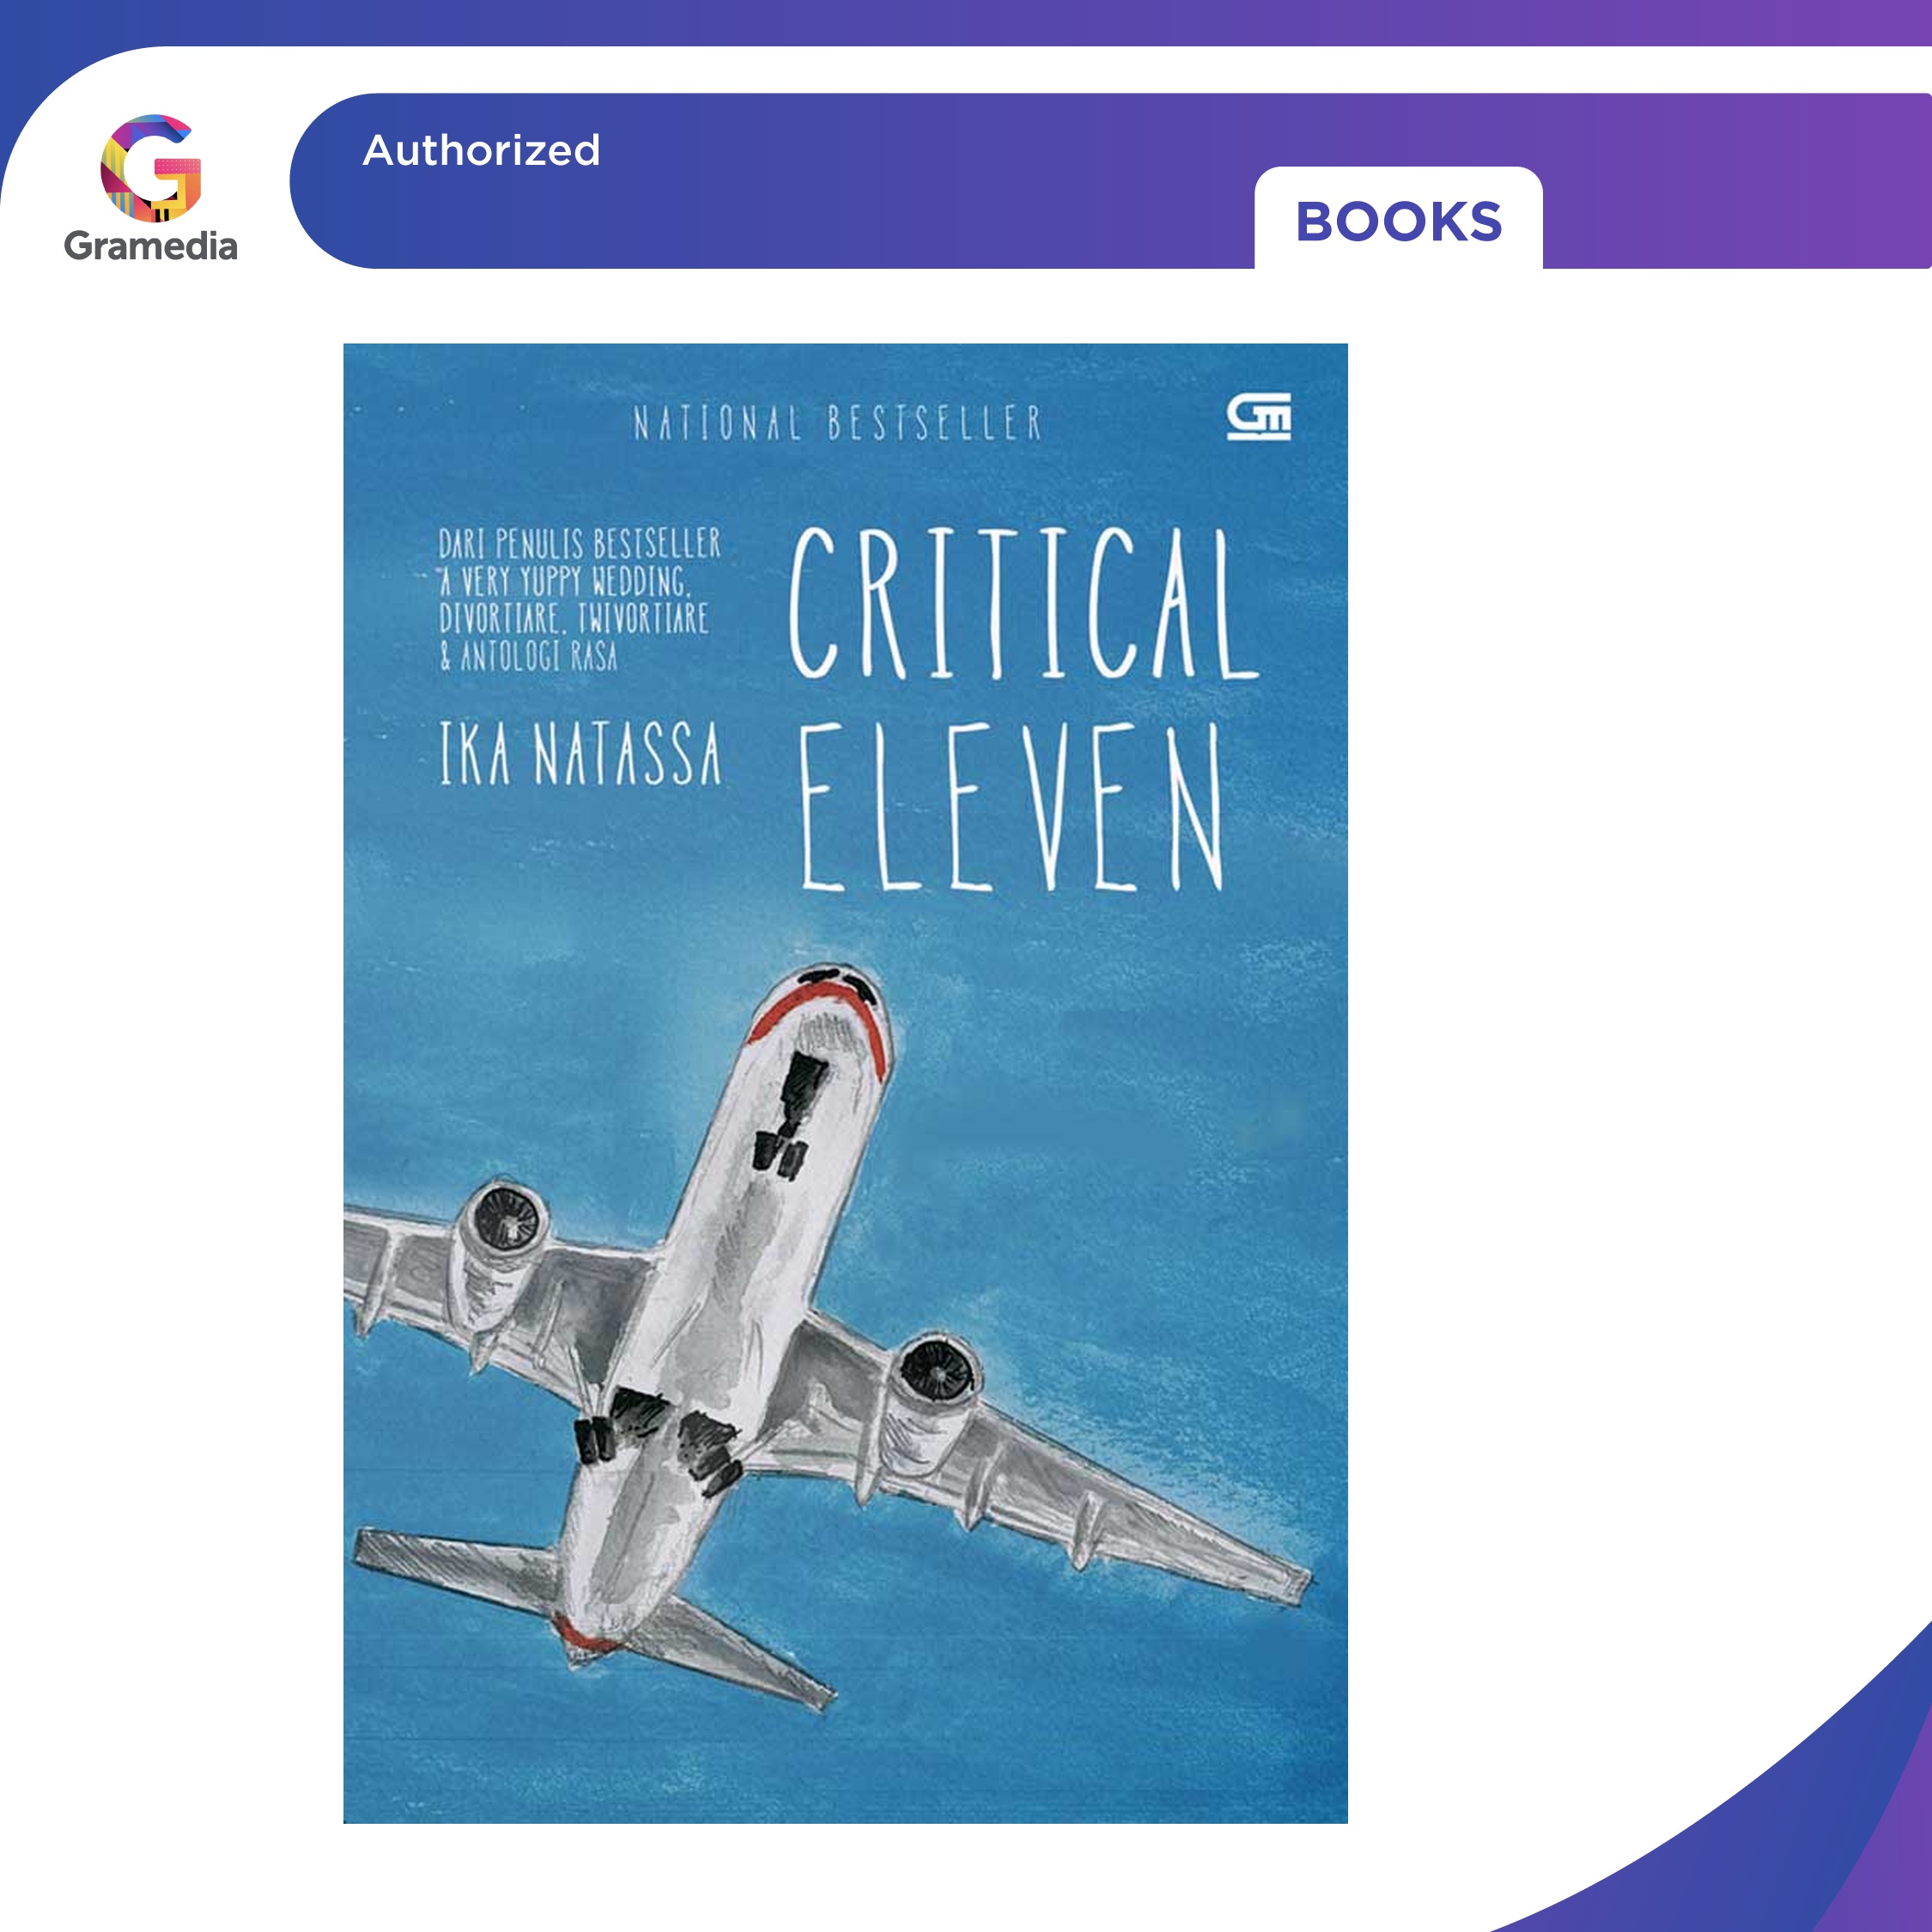 Authorized
BOOKS
Gramedia
NATIONAL BESTSELLER
GM
DARI PENULIS BESTSELLER
A VERY YUPPY WEDDING,
DIVORTIARE, TWIVORTIARE
& ANTOLOGI RASA
IKA NATASSA
CRITICAL
ELEVEN